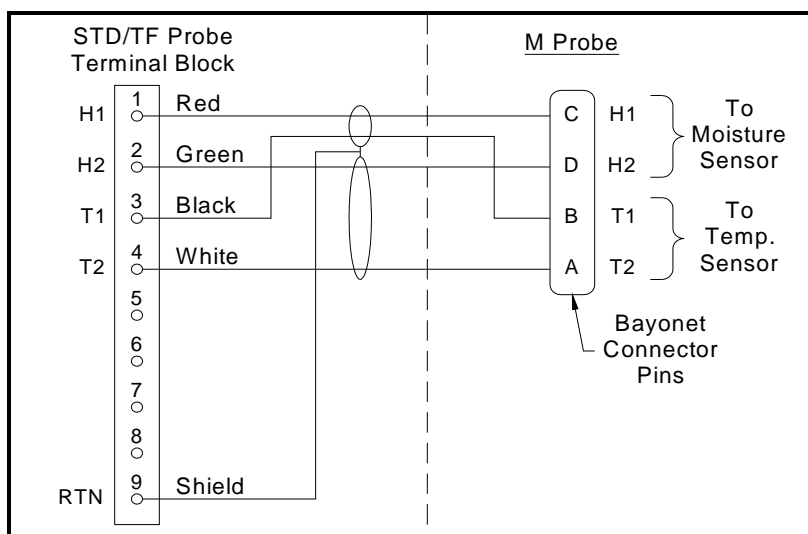 STD/TF Probe
Terminal Block
M Probe
H1 1 Red
H2 2 Green
T1 3 Black
T2 4 White
5
6
7
8
RTN 9 Shield
C H1
D H2
B T1
A T2
To
Moisture
Sensor
To
Temp.
Sensor
Bayonet
Connector
Pins